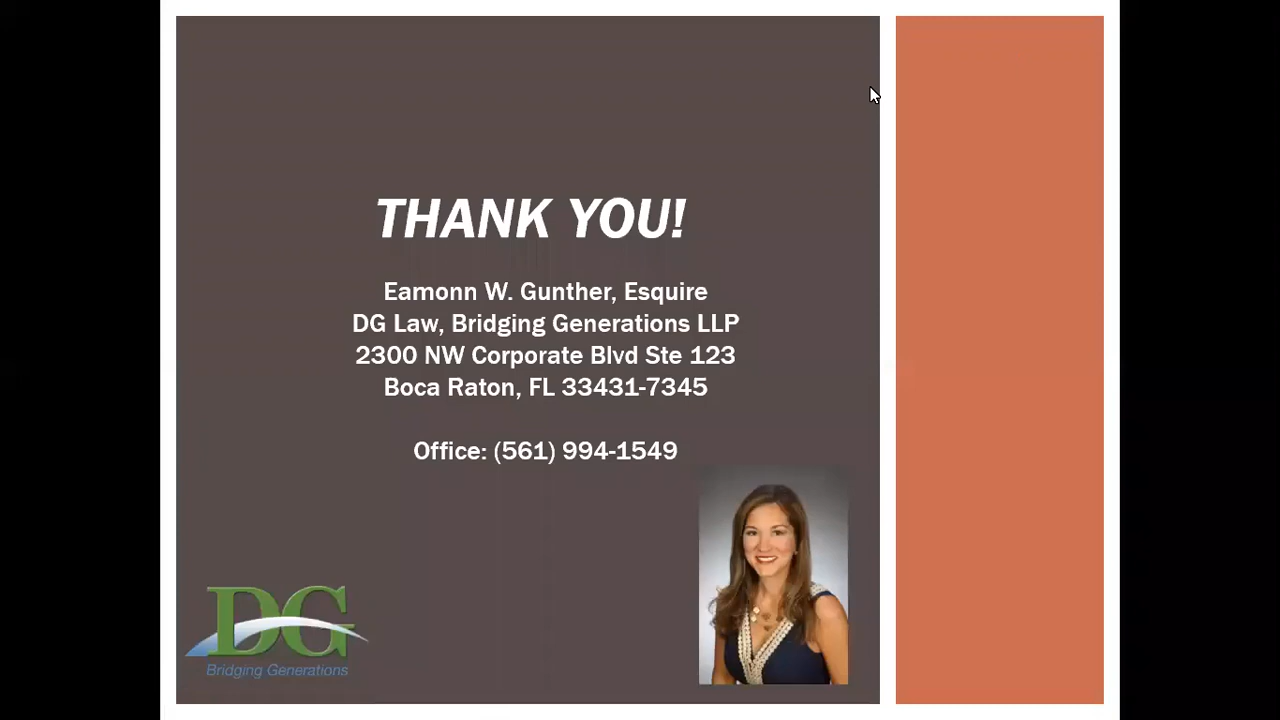 THANK YOU!
Eamonn W. Gunther, Esquire
DG Law, Bridging Generations LLP
2300 NW Corporate Blvd Ste 123
Boca Raton, FL 33431-7345
Office: (561) 994-1549
DG
Bridging Generations